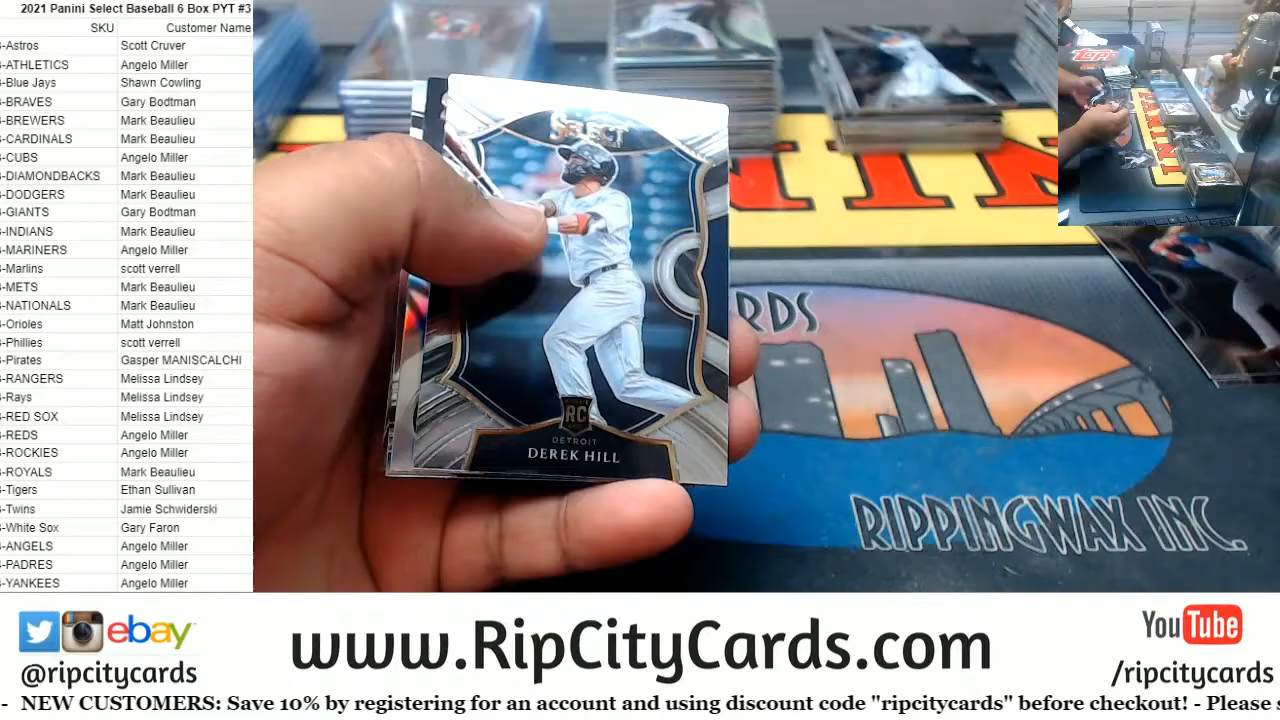 2021 Panini Select Baseball 6 Box PYT #3
SKU Customer Name
-Astros Scott Cruver
-ATHLETICS Angelo Miller
-Blue Jays Shawn Cowling
-BRAVES Gary Bodtman
-BREWERS Mark Beaulieu
-CARDINALS Mark Beaulieu
-CUBS Angelo Miller
-DIAMONDBACKS Mark Beaulieu
-DODGERS Mark Beaulieu
-GIANTS Gary Bodtman
-INDIANS Mark Beaulieu
-MARINERS Angelo Miller
-Marlins scott verrell
-METS Mark Beaulieu
-NATIONALS Mark Beaulieu
-Orioles Matt Johnston
-Phillies scott verrell
-Pirates Gasper MANISCALCHI
-RANGERS Melissa Lindsey
-Rays Melissa Lindsey
-RED SOX Melissa Lindsey
-REDS Angelo Miller
-ROCKIES Angelo Miller
-ROYALS Mark Beaulieu
-Tigers Ethan Sullivan
-Twins Jamie Schwiderski
-White Sox Gary Faron
-ANGELS Angelo Miller
-PADRES Angelo Miller
-YANKEES Angelo Miller
SELECT
RC
DETROIT
DEREK HILL
PANINI
RDS
RIPPINGWAX INC.
TOPPS
PANINI
ebay
@ripcitycards
www.RipCityCards.com
YouTube
/ripcitycards
- NEW CUSTOMERS: Save 10% by registering for an account and using discount code "ripcitycards" before checkout! - Please